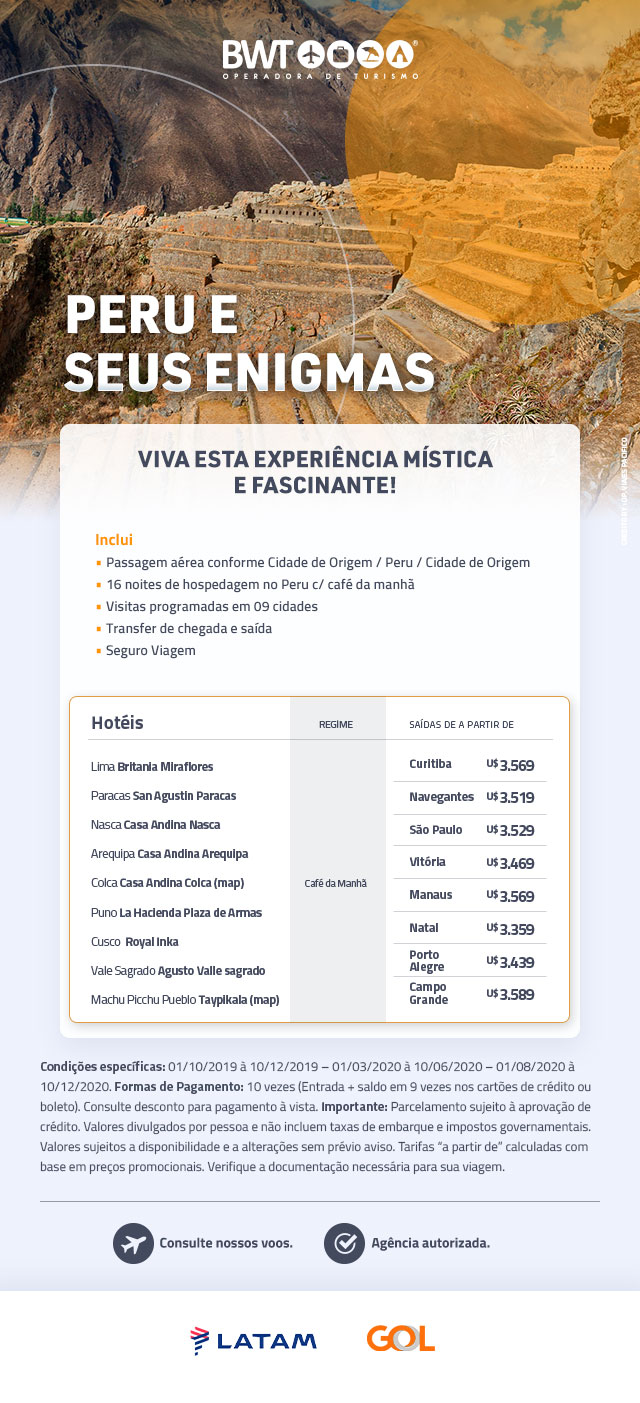 BWT
OPERADORA DE TURISMO
PERU E
SEUS ENIGMAS
VIVA ESTA EXPERIÊNCIA MÍSTICA
E FASCINANTE!
Inclui
▪ Passagem aérea conforme Cidade de Origem / Peru / Cidade de Origem
▪ 16 noites de hospedagem no Peru c/ café da manhã
▪ Visitas programadas em 09 cidades
▪ Transfer de chegada e saída
▪ Seguro Viagem
Hotéis
Lima Britania Miraflores
Paracas San Agustin Paracas
Nasca Casa Andina Nasca
Arequipa Casa Andina Arequipa
Colca Casa Andina Colca (map)
Puno La Hacienda Plaza de Armas
Cusco Royal Inka
Vale Sagrado Agusto Valle sagrado
Machu Picchu Pueblo Taypikala (map)
REGIME
Café da Manhã
SAÍDAS DE A PARTIR DE
Curitiba U$ 3.569
Navegantes U$ 3.519
São Paulo U$ 3.529
Vitória U$ 3.469
Manaus U$ 3.569
Natal U$ 3.359
Porto
Alegre U$ 3.439
Campo
Grande U$ 3.589
Condições específicas: 01/10/2019 à 10/12/2019 – 01/03/2020 à 10/06/2020 – 01/08/2020 à
10/12/2020. Formas de Pagamento: 10 vezes (Entrada + saldo em 9 vezes nos cartões de crédito ou
boleto). Consulte desconto para pagamento à vista. Importante: Parcelamento sujeito à aprovação de
crédito. Valores divulgados por pessoa e não incluem taxas de embarque e impostos governamentais.
Valores sujeitos a disponibilidade e a alterações sem prévio aviso. Tarifas “a partir de” calculadas com
base em preços promocionais. Verifique a documentação necessária para sua viagem.
Consulte nossos voos.
Agência autorizada.
LATAM
GOL